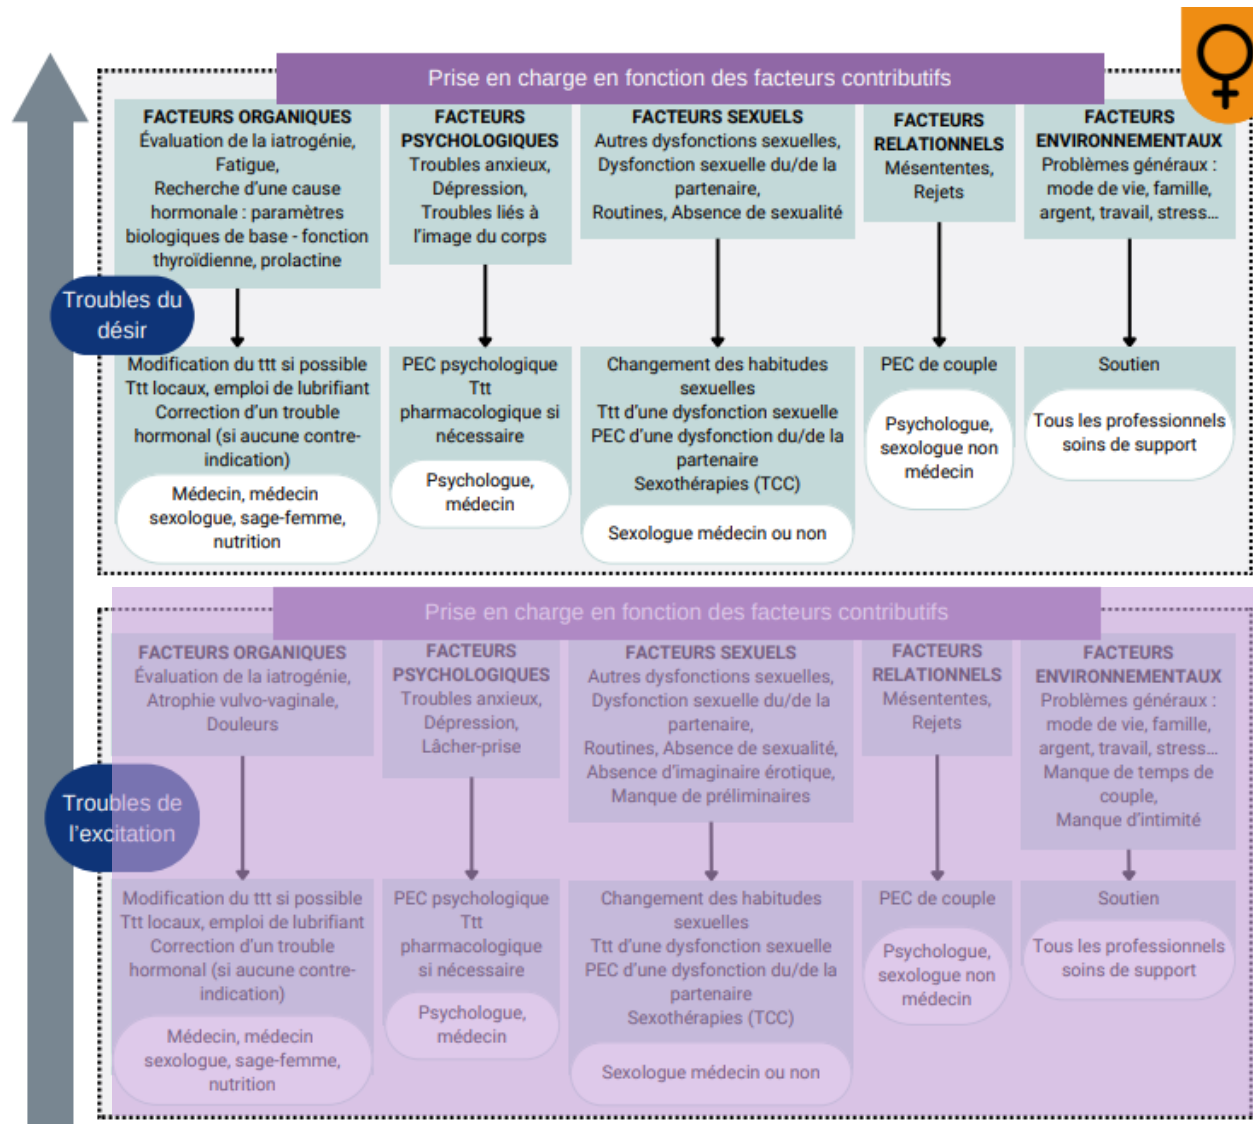 Prise en charge en fonction des facteurs contributifs
FACTEURS ORGANIQUES
Évaluation de la iatrogénie,
Fatigue,
Recherche d'une cause
hormonale : paramètres
biologiques de base - fonction
thyroïdienne, prolactine
FACTEURS
PSYCHOLOGIQUES
Troubles anxieux,
Dépression,
Troubles liés à
l'image du corps
FACTEURS SEXUELS
Autres dysfonctions sexuelles,
Dysfonction sexuelle du/de la
partenaire,
Routines, Absence de sexualité
FACTEURS
RELATIONNELS
Mésententes,
Rejets
FACTEURS
ENVIRONNEMENTAUX
Problèmes généraux :
mode de vie, famille,
argent, travail, stress...
Troubles du
désir
Modification du ttt si possible
Ttt locaux, emploi de lubrifiant
Correction d'un trouble
hormonal (si aucune contre-
indication)
Médecin, médecin
sexologue, sage-femme,
nutrition
PEC psychologique
Ttt
pharmacologique si
nécessaire
Psychologue,
médecin
Changement des habitudes
sexuelles
Ttt d'une dysfonction sexuelle
PEC d'une dysfonction du/de la
partenaire
Sexothérapies (TCC)
Sexologue médecin ou non
PEC de couple
Psychologue,
sexologue non
médecin
Soutien
Tous les professionnels
soins de support
Prise en charge en fonction des facteurs contributifs
FACTEURS ORGANIQUES
Évaluation de la iatrogénie,
Atrophie vulvo-vaginale,
Douleurs
FACTEURS
PSYCHOLOGIQUES
Troubles anxieux,
Dépression,
Lâcher-prise
FACTEURS SEXUELS
Autres dysfonctions sexuelles,
Dysfonction sexuelle du/de la
partenaire,
Routines, Absence de sexualité,
Absence d'imaginaire érotique,
Manque de préliminaires
FACTEURS
RELATIONNELS
Mésententes,
Rejets
FACTEURS
ENVIRONNEMENTAUX
Problèmes généraux :
mode de vie, famille,
argent, travail, stress...
Manque de temps de
couple,
Manque d'intimité
Troubles de
l'excitation
Modification du ttt si possible
Ttt locaux, emploi de lubrifiant
Correction d'un trouble
hormonal (si aucune contre-
indication)
Médecin, médecin
sexologue, sage-femme,
nutrition
PEC psychologique
Ttt
pharmacologique
si nécessaire
Psychologue,
médecin
Changement des habitudes
sexuelles
Ttt d'une dysfonction sexuelle
PEC d'une dysfonction du/de la
partenaire
Sexothérapies (TCC)
Sexologue médecin ou non
PEC de couple
Psychologue,
sexologue non
médecin
Soutien
Tous les professionnels
soins de support